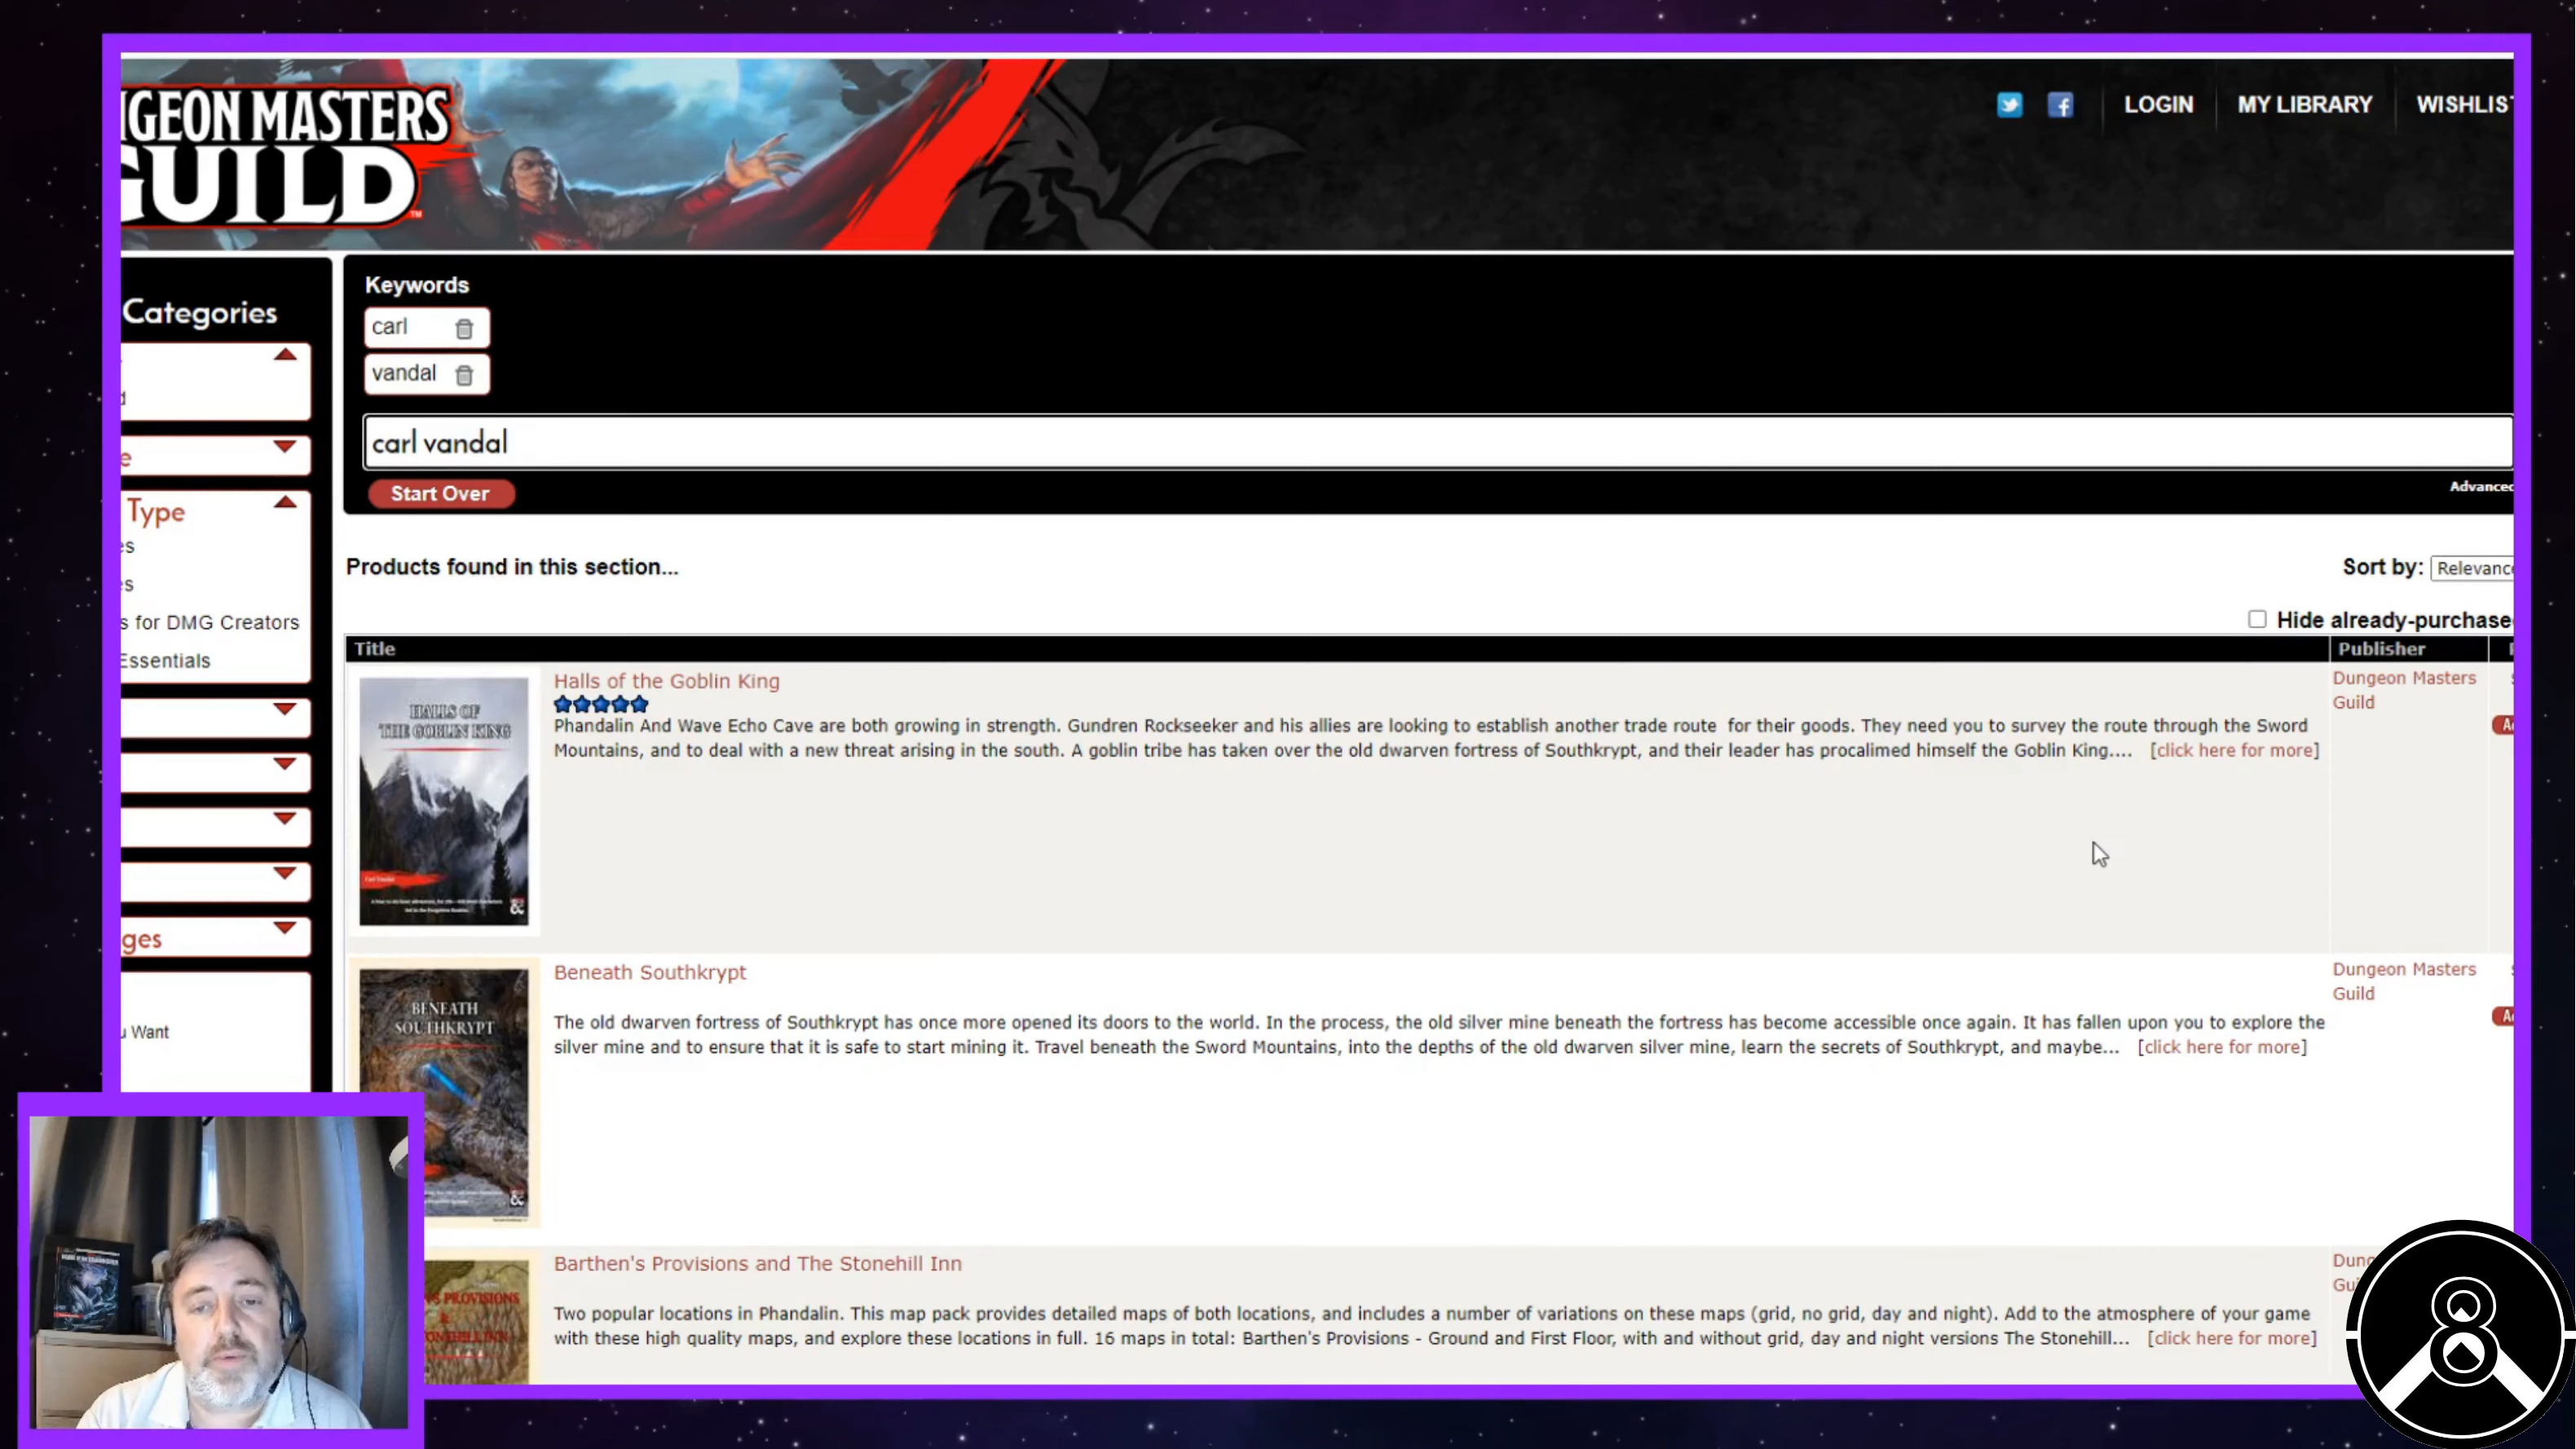 GEON MASTERS
GUILD
LOGIN
MY LIBRARY
WISHLIST
Categories
Keywords
carl
vandal
carl vandal
Start Over
Advanced
Type
s for DMG Creators
Essentials
ges
u Want
Products found in this section...
Sort by: Relevance
Hide already-purchase
Title
Publisher
HALLS OF
THE GOBLIN KING
Halls of the Goblin King
Phandalin And Wave Echo Cave are both growing in strength. Gundren Rockseeker and his allies are looking to establish another trade route for their goods. They need you to survey the route through the Sword
Mountains, and to deal with a new threat arising in the south. A goblin tribe has taken over the old dwarven fortress of Southkrypt, and their leader has procalimed himself the Goblin King.... [click here for more]
Dungeon Masters
Guild
BENEATH
SOUTHKRYPT
Beneath Southkrypt
The old dwarven fortress of Southkrypt has once more opened its doors to the world. In the process, the old silver mine beneath the fortress has become accessible once again. It has fallen upon you to explore the
silver mine and to ensure that it is safe to start mining it. Travel beneath the Sword Mountains, into the depths of the old dwarven silver mine, learn the secrets of Southkrypt, and maybe... [click here for more]
Dungeon Masters
Guild
PROVISIONS
Barthen's Provisions and The Stonehill Inn
Two popular locations in Phandalin. This map pack provides detailed maps of both locations, and includes a number of variations on these maps (grid, no grid, day and night). Add to the atmosphere of your game
with these high quality maps, and explore these locations in full. 16 maps in total: Barthen's Provisions - Ground and First Floor, with and without grid, day and night versions The Stonehill... [click here for more]
8